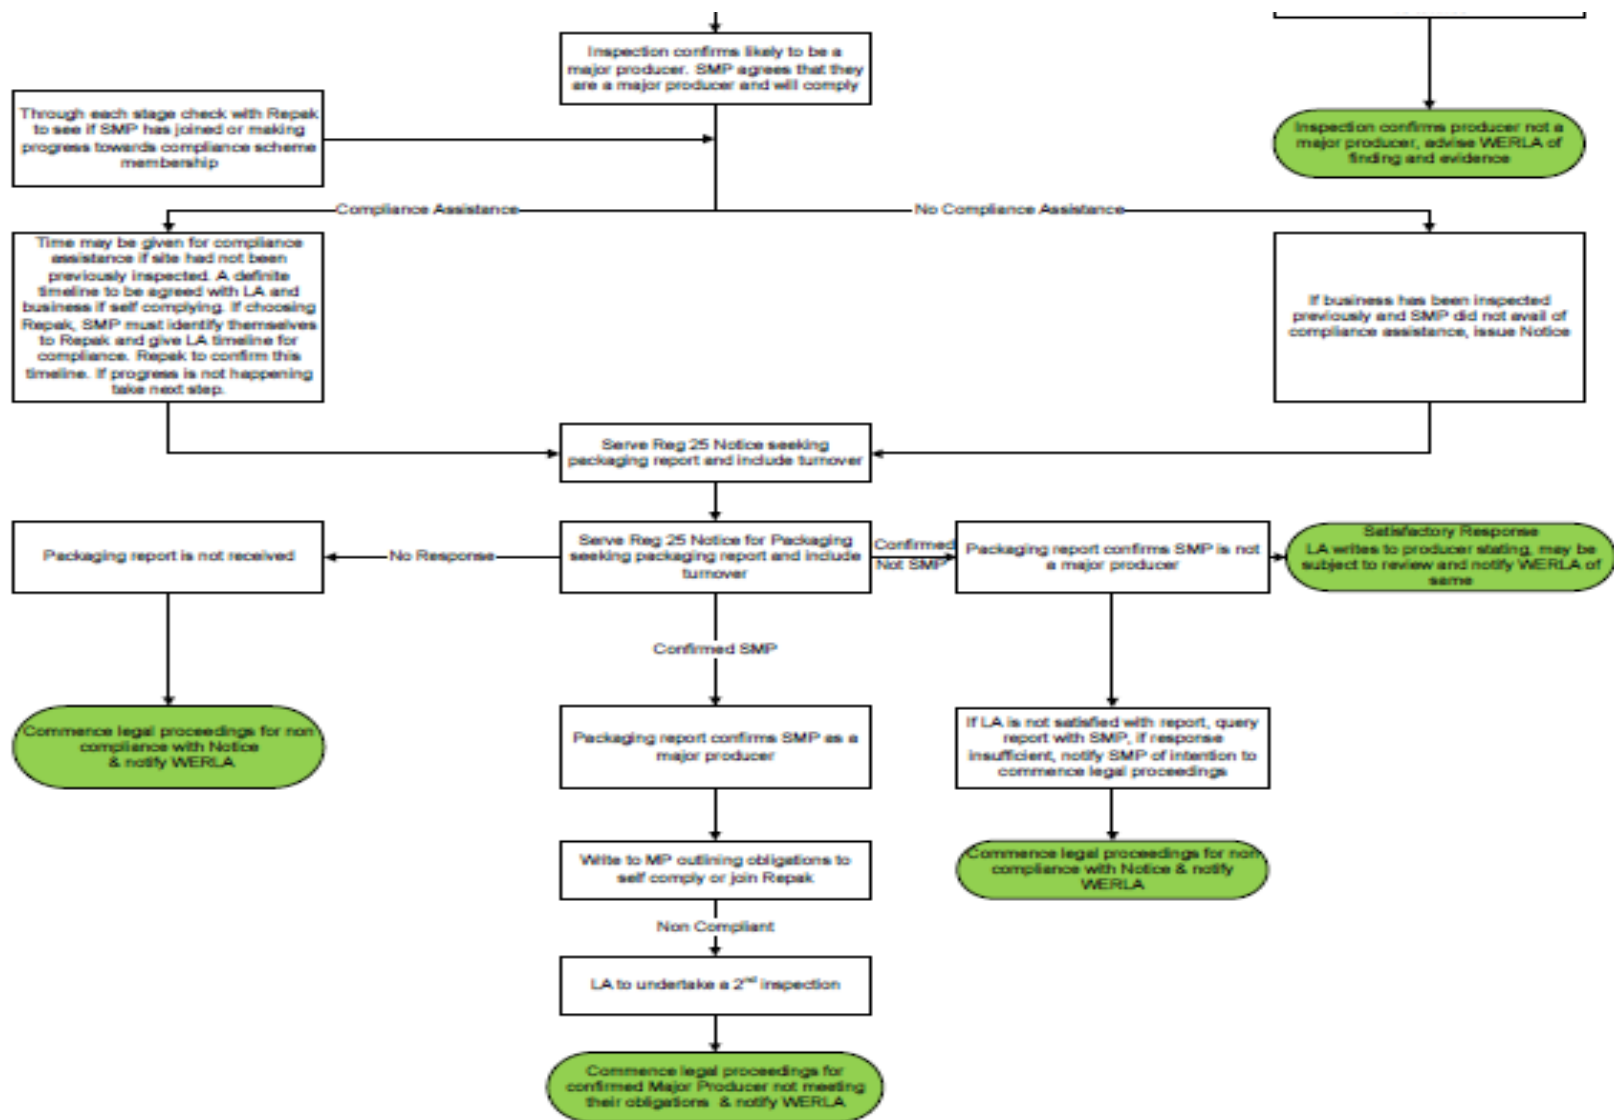 Inspection confirms likely to be a
major producer. SMP agrees that they
are a major producer and will comply
Through each stage check with Repak
to see if SMP has joined or making
progress towards compliance scheme
membership
Inspection confirms producer not a
major producer, advise WERLA of
finding and evidence
Compliance Assistance
No Compliance Assistance
Time may be given for compliance
assistance if site had not been
previously inspected. A definite
timeline to be agreed with LA and
business if self complying. If choosing
Repak, SMP must identify themselves
to Repak and give LA timeline for
compliance. Repak to confirm this
timeline. If progress is not happening
take next step.
If business has been inspected
previously and SMP did not avail of
compliance assistance, issue Notice
Serve Reg 25 Notice seeking
packaging report and include turnover
Packaging report is not received
No Response
Serve Reg 25 Notice for Packaging
seeking packaging report and include
turnover
Confirmed
Not SMP
Packaging report confirms SMP is not
a major producer
Satisfactory Response
LA writes to producer stating, may be
subject to review and notify WERLA of
same
Confirmed SMP
Commence legal proceedings for non
compliance with Notice
& notify WERLA
Packaging report confirms SMP as a
major producer
If LA is not satisfied with report, query
report with SMP, if response
insufficient, notify SMP of intention to
commence legal proceedings
Write to MP outlining obligations to
self comply or join Repak
Commence legal proceedings for non
compliance with Notice & notify
WERLA
Non Compliant
LA to undertake a 2nd inspection
Commence legal proceedings for
confirmed Major Producer not meeting
their obligations & notify WERLA